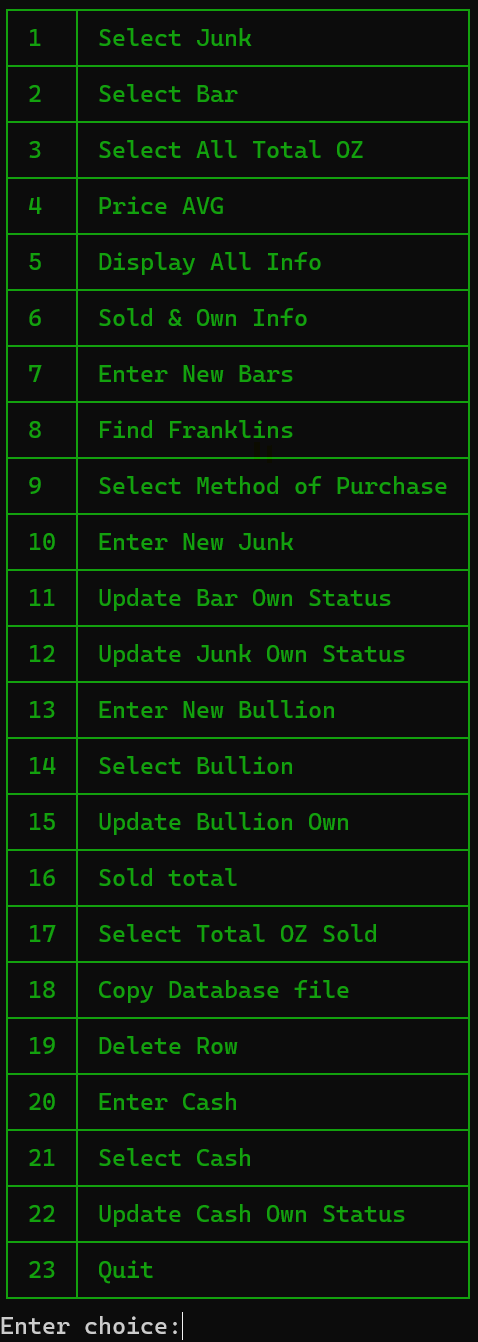 1 Select Junk
2 Select Bar
3 Select All Total OZ
4 Price AVG
5 Display All Info
6 Sold & Own Info
7 Enter New Bars
8 Find Franklins
9 Select Method of Purchase
10 Enter New Junk
11 Update Bar Own Status
12 Update Junk Own Status
13 Enter New Bullion
14 Select Bullion
15 Update Bullion Own
16 Sold total
17 Select Total OZ Sold
18 Copy Database file
19 Delete Row
20 Enter Cash
21 Select Cash
22 Update Cash Own Status
23 Quit
Enter choice: